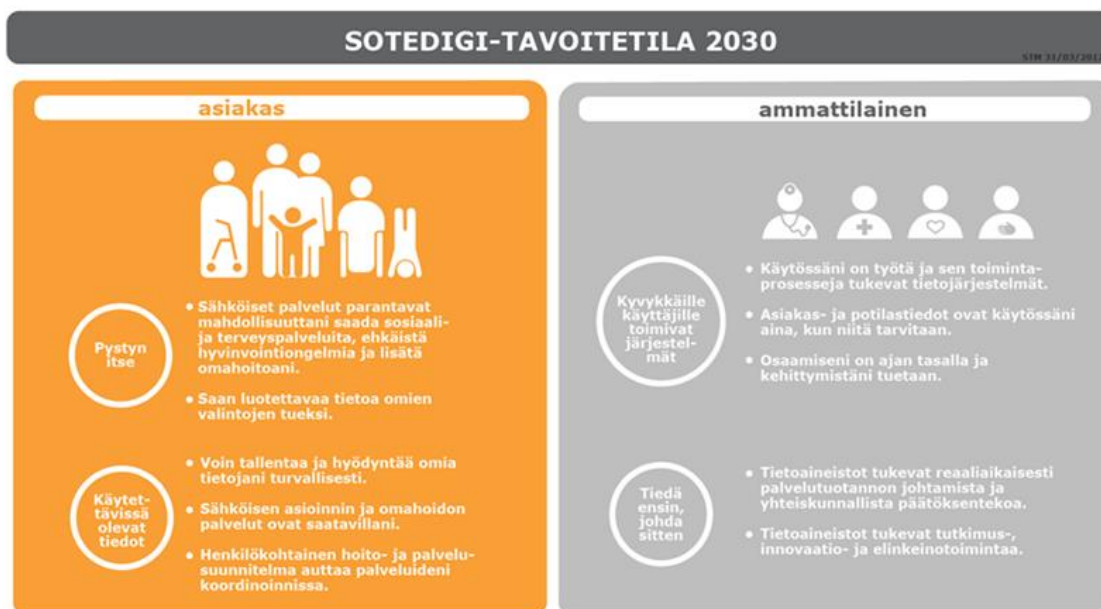 SOTEDIGI-TAVOITETILA 2030
asiakas
Pystyn
itse
• Sähköiset palvelut parantavat
mahdollisuuttani saada sosiaali-
ja terveyspalveluita, ehkäistä
hyvinvointiongelmia ja lisätä
omahoitoani.
• Saan luotettavaa tietoa omien
valintojen tueksi.
Käytet-
tävissä
olevat
tiedot
• Voin tallentaa ja hyödyntää omia
tietojani turvallisesti.
• Sähköisen asioinnin ja omahoidon
palvelut ovat saatavillani.
• Henkilökohtainen hoito- ja palvelu-
suunnitelma auttaa palveluideni
koordinoinnissa.
ammattilainen
Kyvykkäille
käyttäjille
toimivat
järjestel-
mät
• Käytössäni on työtä ja sen toiminta-
prosesseja tukevat tietojärjestelmät.
• Asiakas- ja potilastiedot ovat käytössäni
aina, kun niitä tarvitaan.
• Osaamiseni on ajan tasalla ja
kehittymistäni tuetaan.
Tiedä
ensin,
johda
sitten
• Tietoaineistot tukevat reaaliaikaisesti
palvelutuotannon johtamista ja
yhteiskunnallista päätöksentekoa.
• Tietoaineistot tukevat tutkimus-,
innovaatio- ja elinkeinotoimintaa.